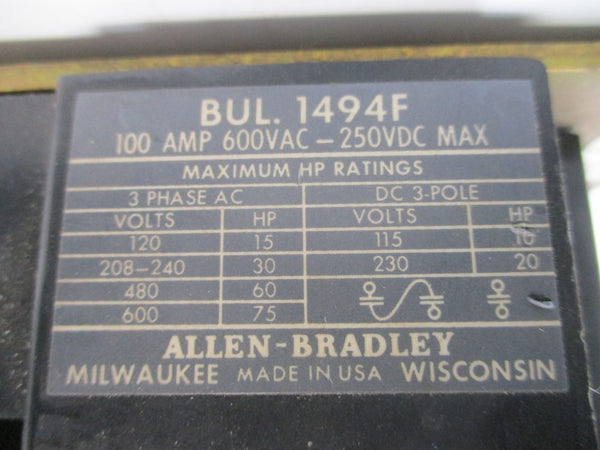 BUL. 1494F
100 AMP 600VAC – 250VDC MAX
MAXIMUM HP RATINGS
3 PHASE AC DC 3-POLE
VOLTS HP VOLTS HP
120 15 115 10
208–240 30 230 20
480 60
600 75
ALLEN-BRADLEY
MILWAUKEE MADE IN USA WISCONSIN